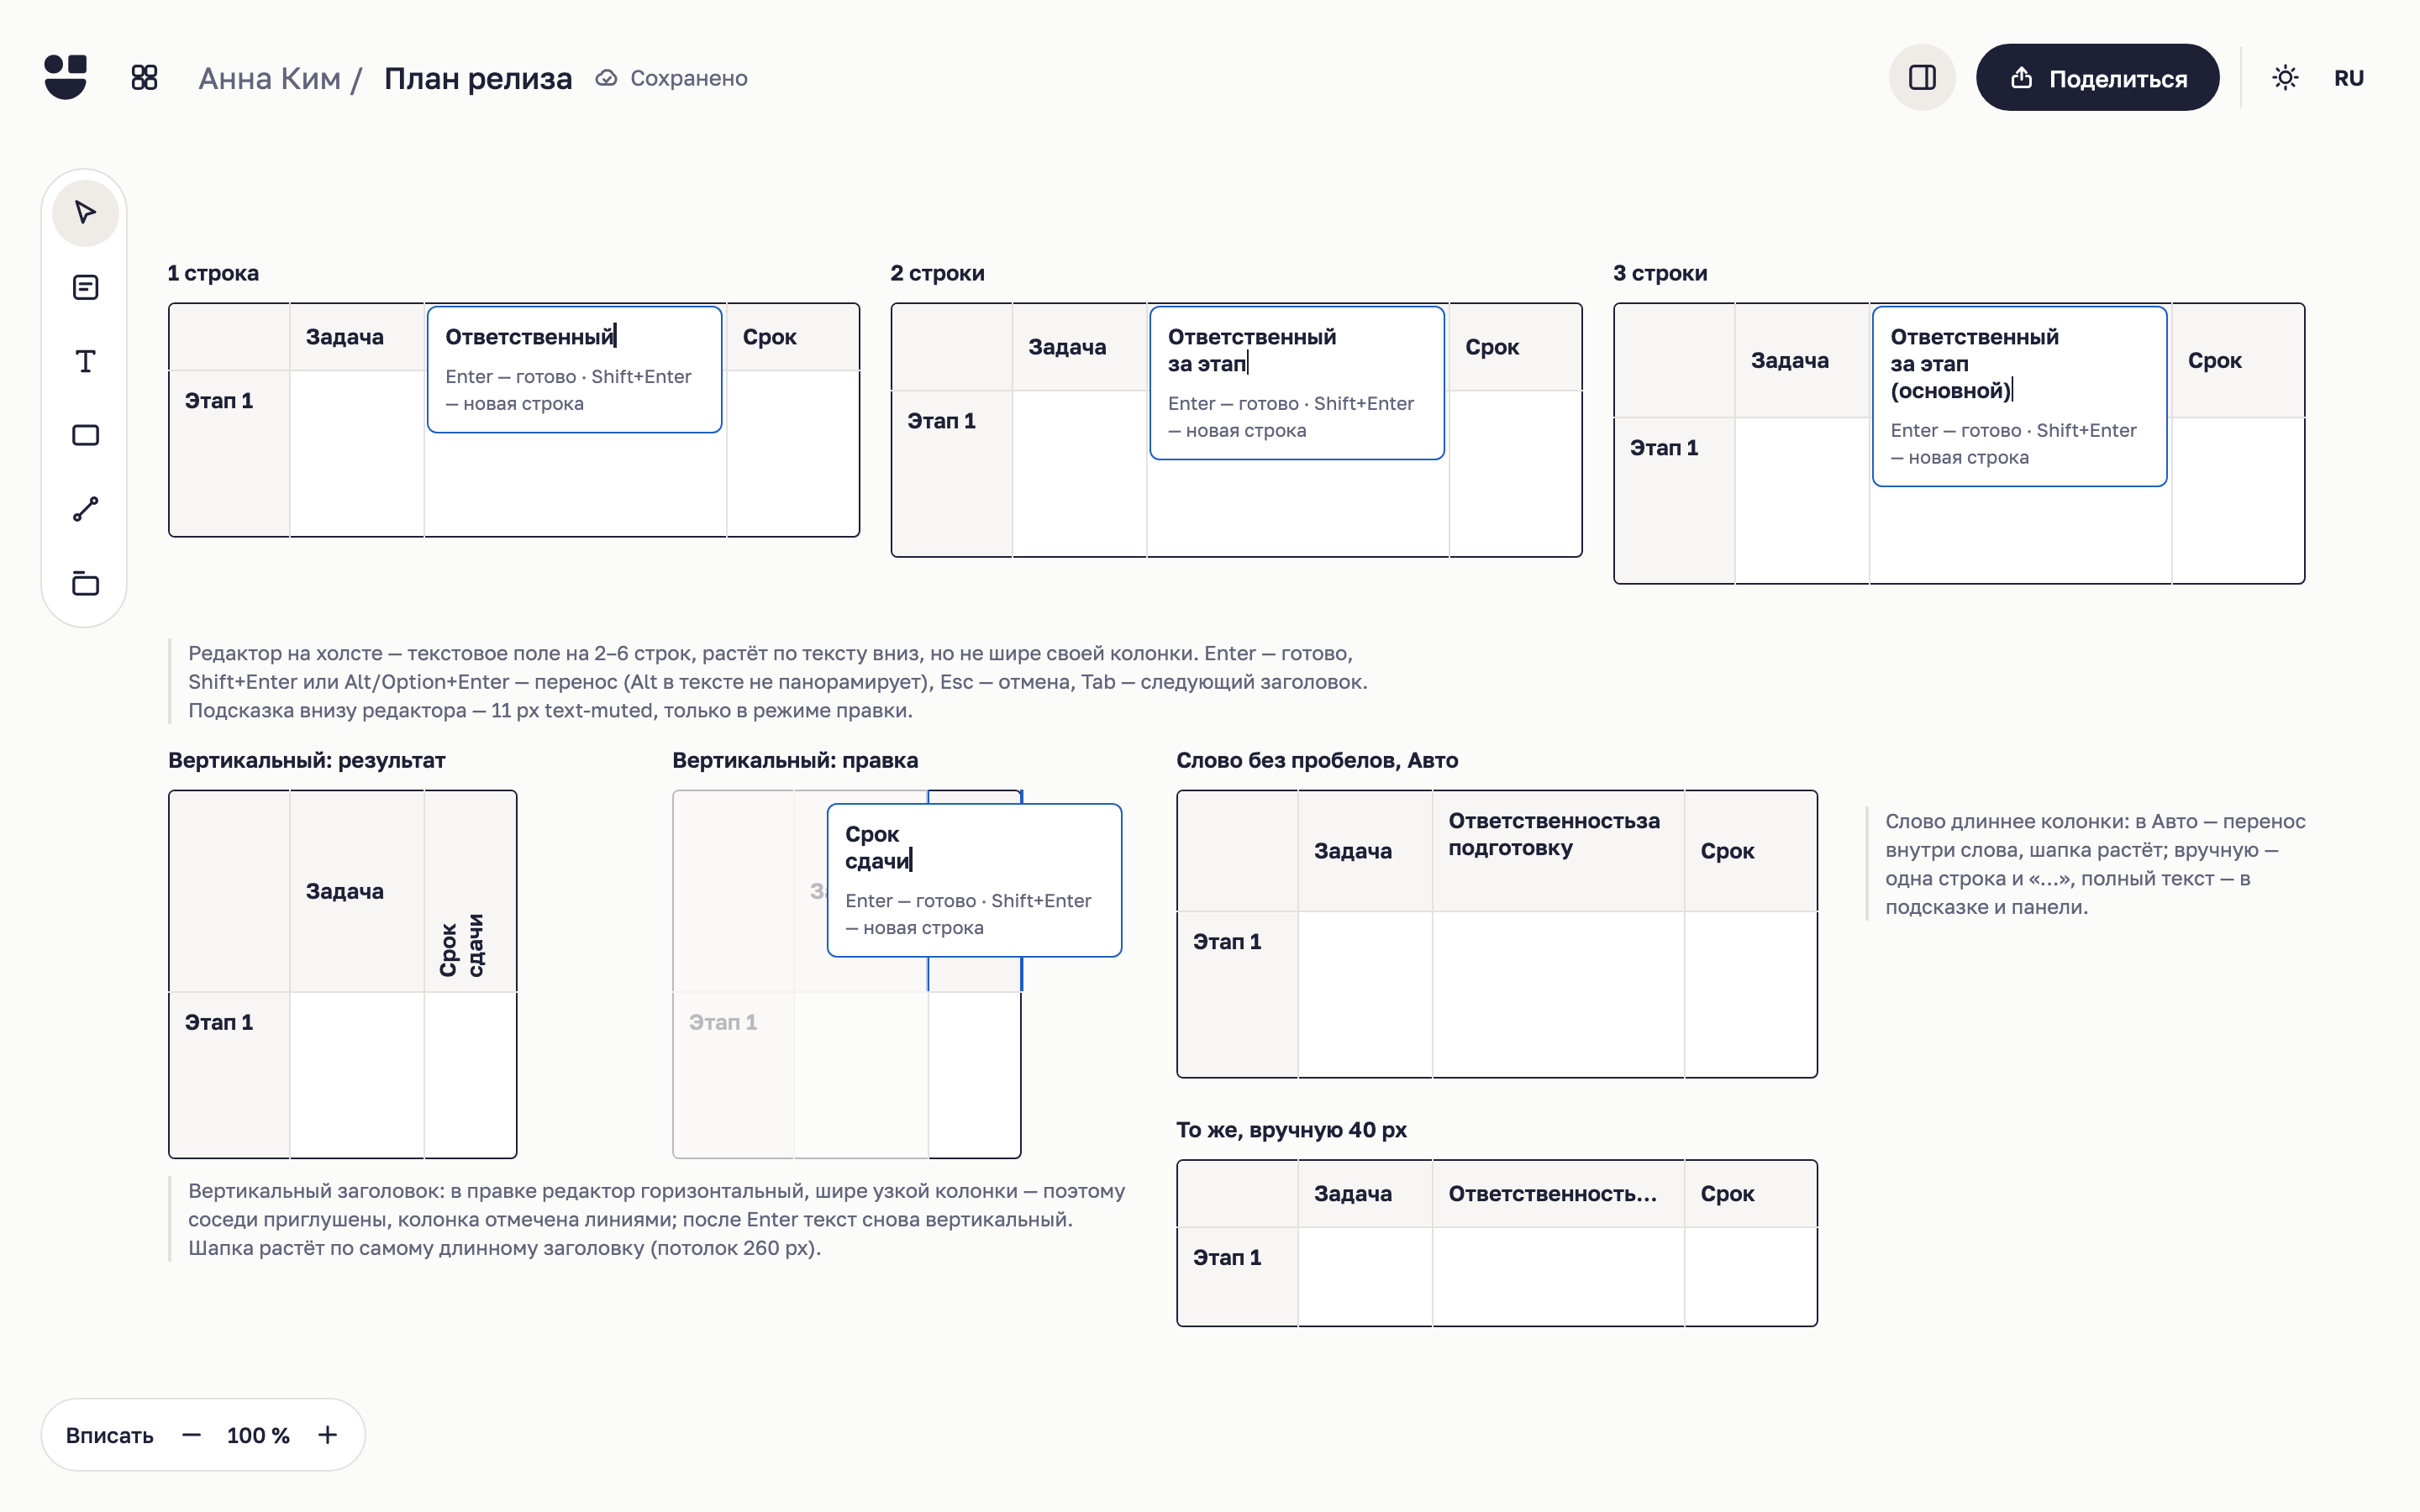 Анна Ким / План релиза Сохранено Поделиться RU
1 строка
Задача Ответственный Срок
Enter — готово · Shift+Enter
— новая строка
Этап 1
2 строки
Задача Ответственный Срок
за этап
Enter — готово · Shift+Enter
— новая строка
Этап 1
3 строки
Задача Ответственный Срок
за этап
(основной)
Enter — готово · Shift+Enter
— новая строка
Этап 1
Редактор на холсте — текстовое поле на 2–6 строк, растёт по тексту вниз, но не шире своей колонки. Enter — готово,
Shift+Enter или Alt/Option+Enter — перенос (Alt в тексте не панорамирует), Esc — отмена, Tab — следующий заголовок.
Подсказка внизу редактора — 11 px text-muted, только в режиме правки.
Вертикальный: результат
Задача
Срок
сдачи
Этап 1
Вертикальный: правка
Срок
сдачи
За
Enter — готово · Shift+Enter
— новая строка
Этап 1
Вертикальный заголовок: в правке редактор горизонтальный, шире узкой колонки — поэтому
соседи приглушены, колонка отмечена линиями; после Enter текст снова вертикальный.
Шапка растёт по самому длинному заголовку (потолок 260 px).
Слово без пробелов, Авто
Задача Ответственностьза Срок
подготовку
Этап 1
Слово длиннее колонки: в Авто — перенос
внутри слова, шапка растёт; вручную —
одна строка и «…», полный текст — в
подсказке и панели.
То же, вручную 40 px
Задача Ответственность… Срок
Этап 1
Вписать — 100 % +